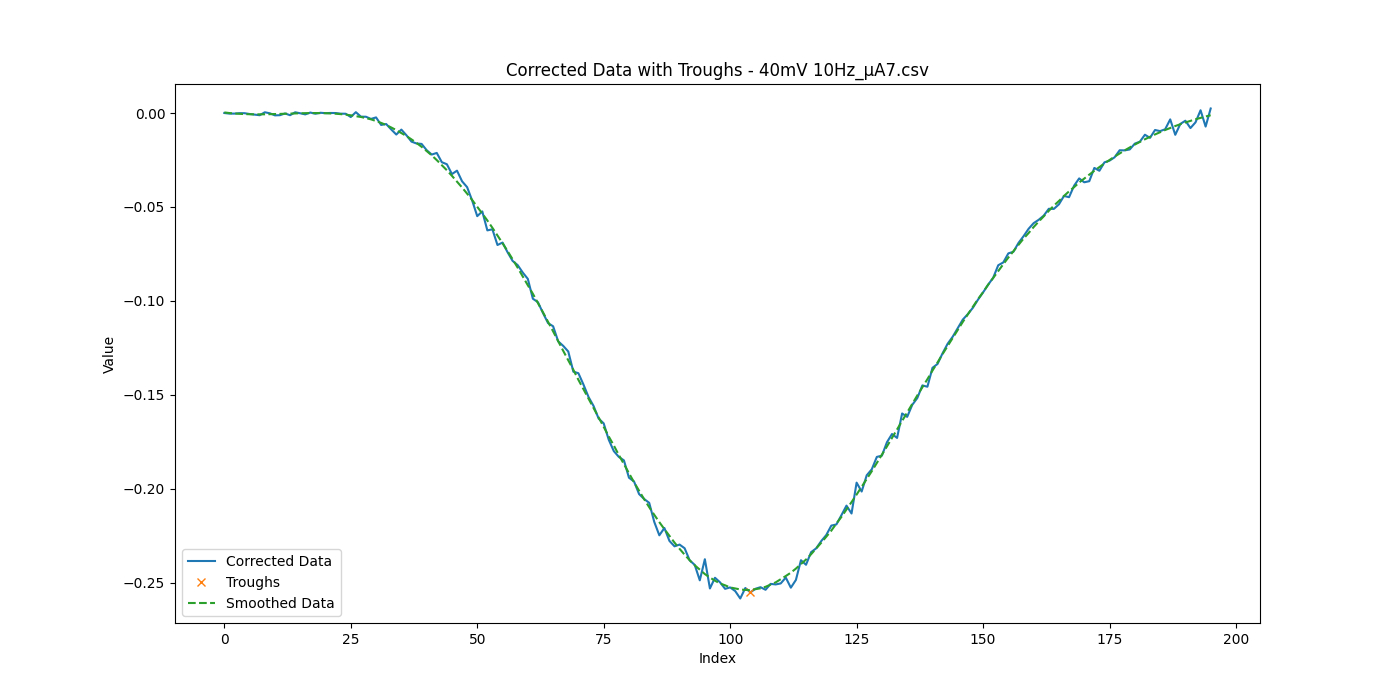 Corrected Data with Troughs - 40mV 10Hz_μA7.csv
0.00
−0.05
−0.10
−0.15
−0.20
−0.25
Value
Corrected Data
Troughs
Smoothed Data
0 25 50 75 100 125 150 175 200
Index